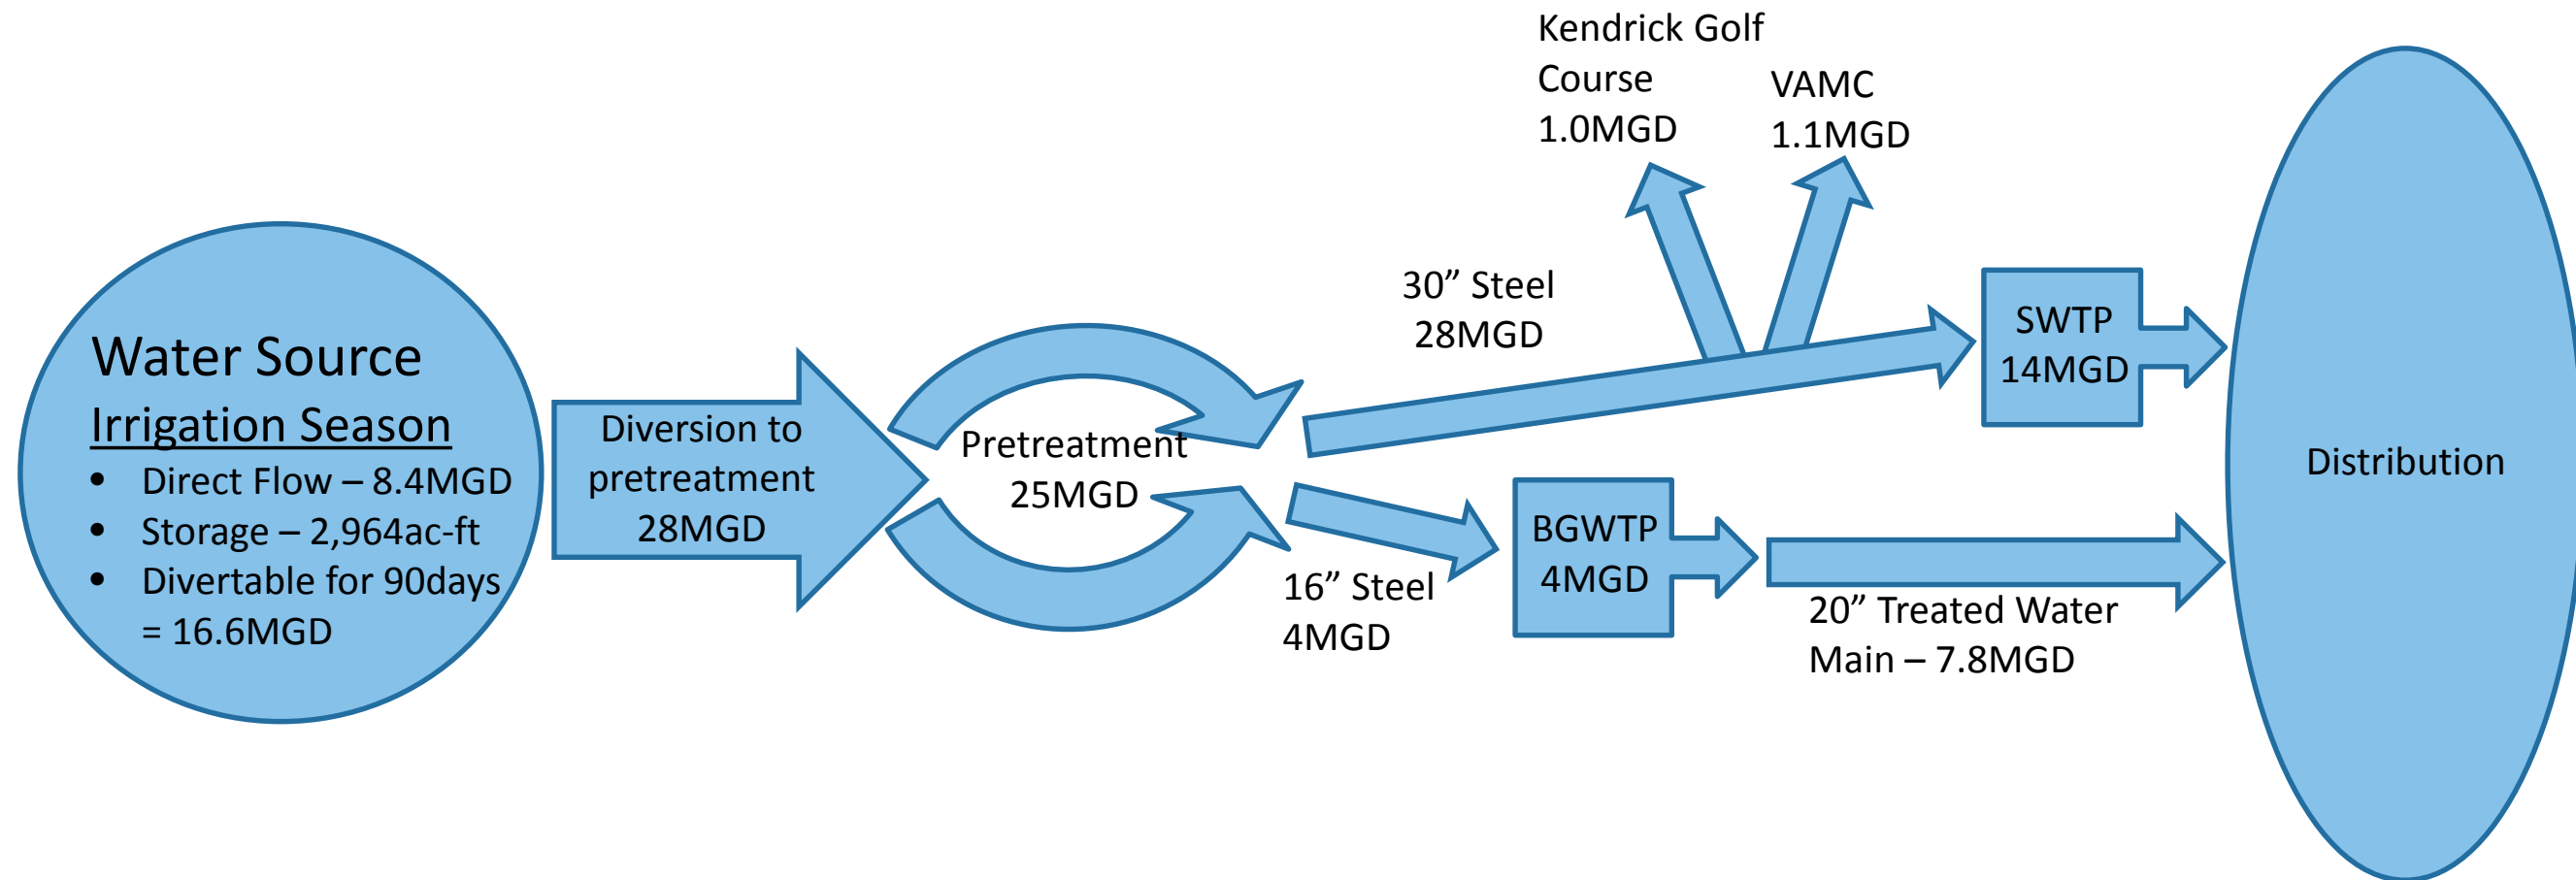 Water Source
Irrigation Season
• Direct Flow – 8.4MGD
• Storage – 2,964ac-ft
• Divertable for 90days
= 16.6MGD
Diversion to
pretreatment
28MGD
Pretreatment
25MGD
30” Steel
28MGD
Kendrick Golf
Course
1.0MGD
VAMC
1.1MGD
SWTP
14MGD
16” Steel
4MGD
BGWTP
4MGD
20” Treated Water
Main – 7.8MGD
Distribution